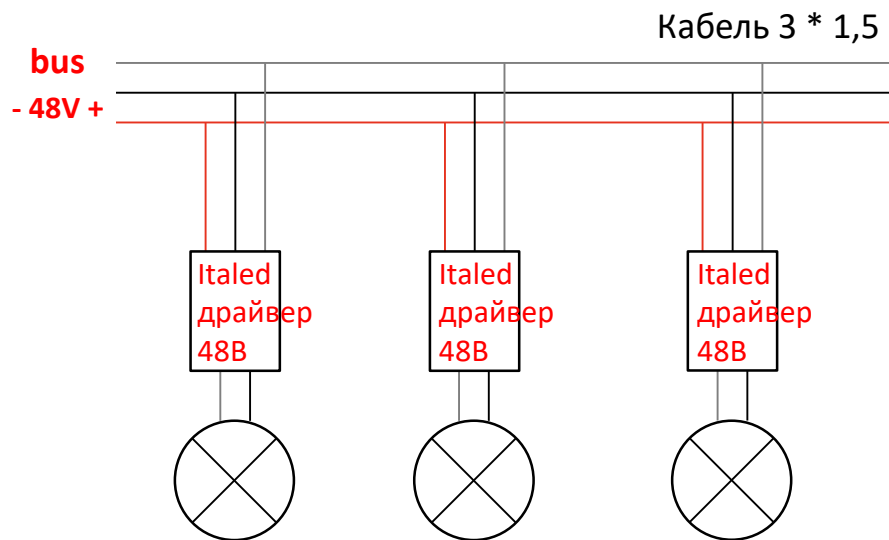 Кабель 3 * 1,5
bus
- 48V +
Italed
драйвер
48В
Italed
драйвер
48В
Italed
драйвер
48В